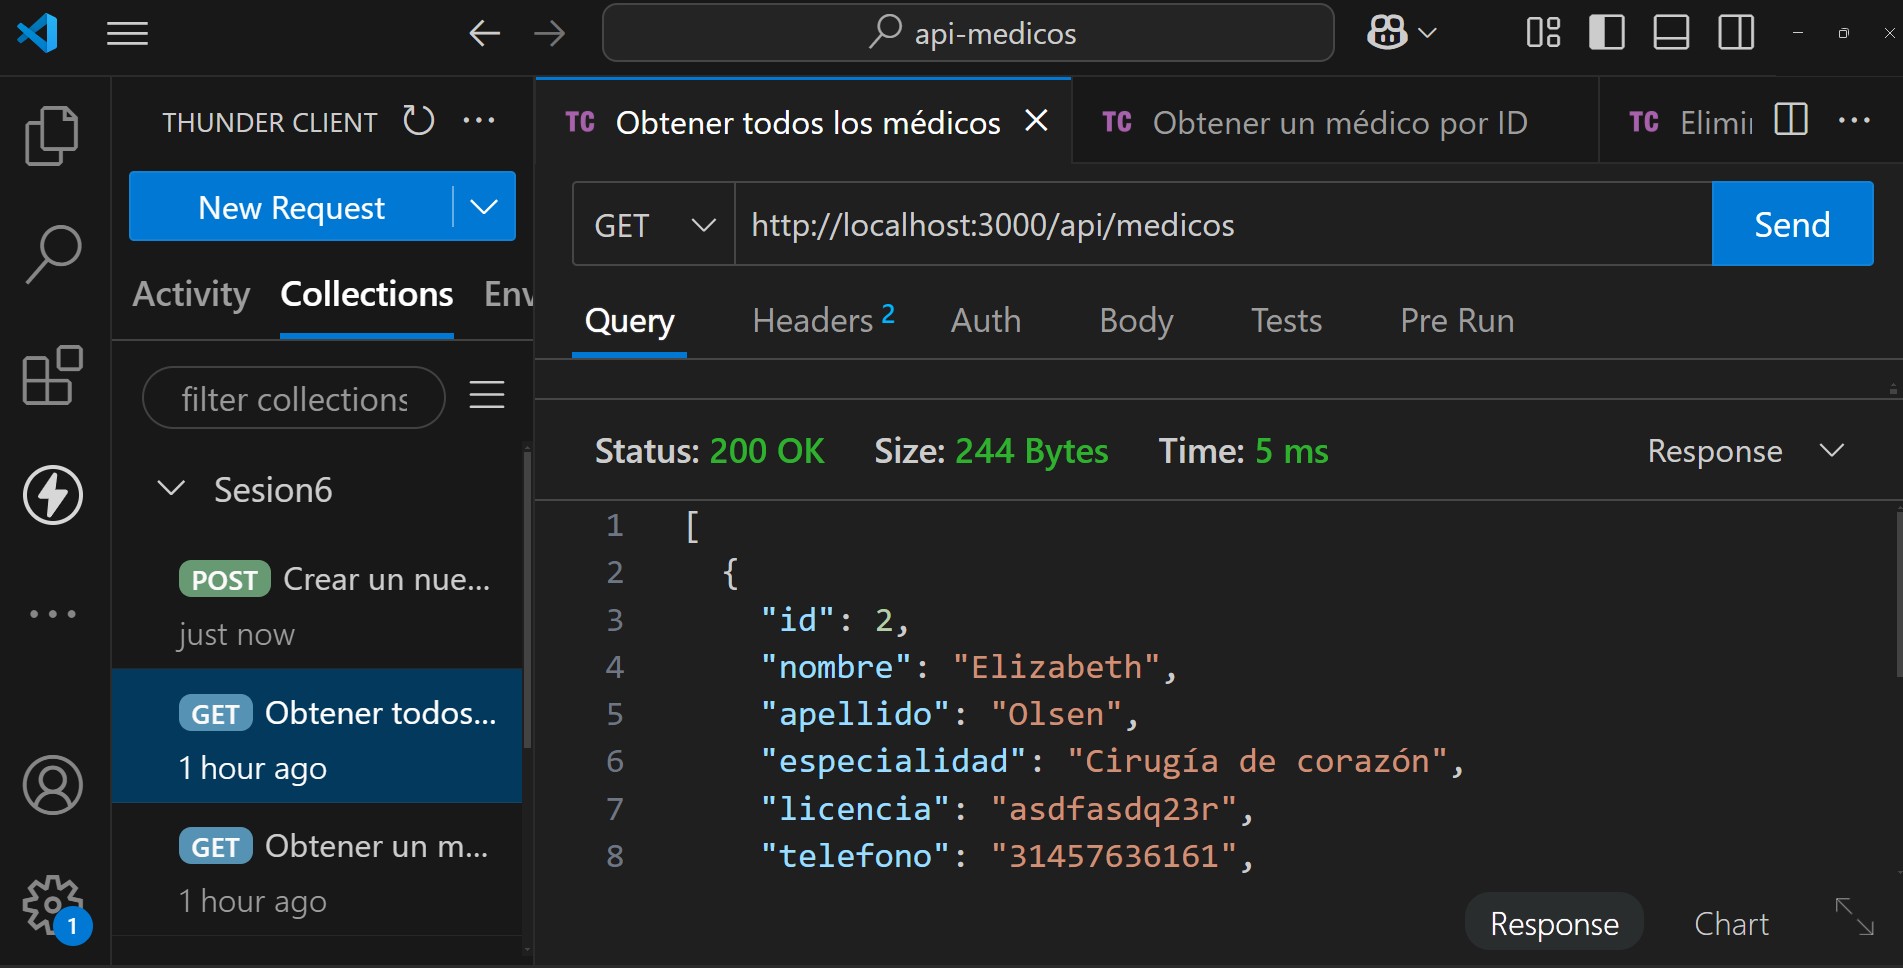 api-medicos
THUNDER CLIENT
New Request
Activity Collections Env
filter collections
Sesion6
POST Crear un nue...
just now
GET Obtener todos...
1 hour ago
GET Obtener un m...
1 hour ago
1
TC Obtener todos los médicos
TC Obtener un médico por ID
TC Elimi
GET http://localhost:3000/api/medicos Send
Query Headers 2 Auth Body Tests Pre Run
Status: 200 OK Size: 244 Bytes Time: 5 ms Response
1 [
2 {
3 "id": 2,
4 "nombre": "Elizabeth",
5 "apellido": "Olsen",
6 "especialidad": "Cirugía de corazón",
7 "licencia": "asdfasdq23r",
8 "telefono": "31457636161",
Response Chart